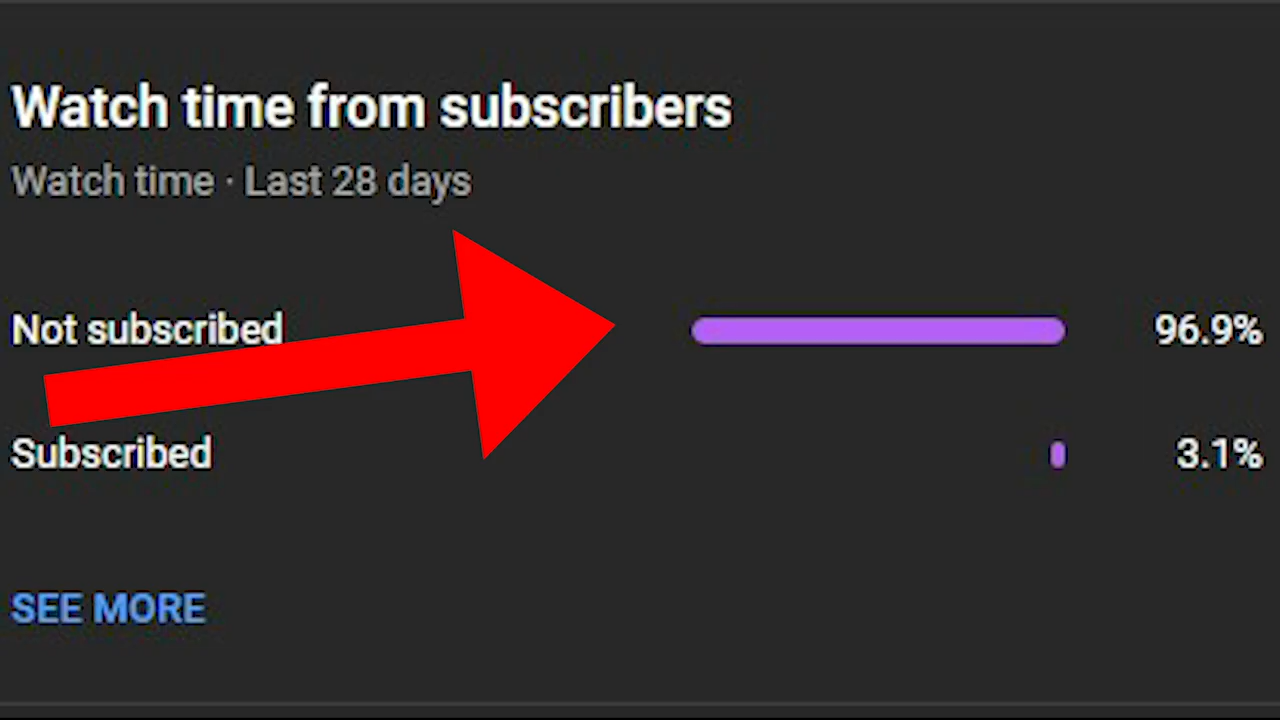 Watch time from subscribers
Watch time · Last 28 days
Not subscribed 96.9%
Subscribed 3.1%
SEE MORE